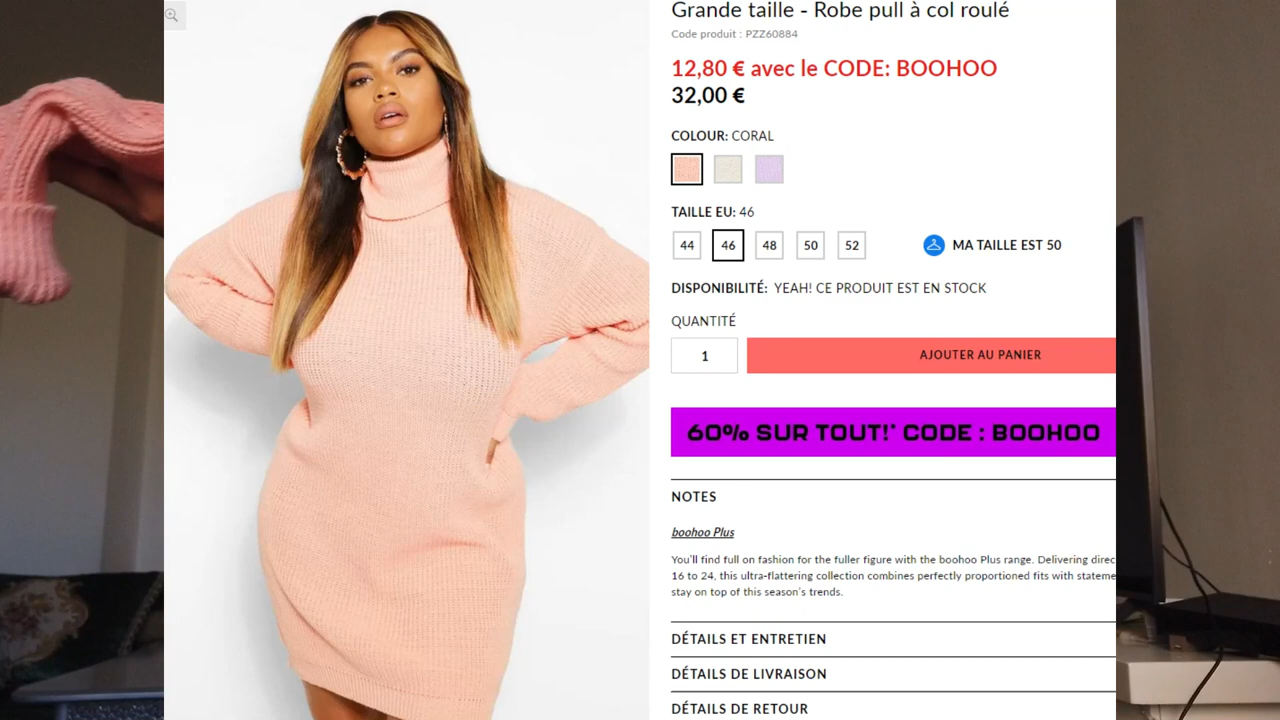 Grande taille - Robe pull à col roulé
Code produit : PZZ60884
12,80 € avec le CODE: BOOHOO
32,00 €
COLOUR: CORAL
TAILLE EU: 46
44 46 48 50 52 MA TAILLE EST 50
DISPONIBILITÉ: YEAH! CE PRODUIT EST EN STOCK
QUANTITÉ
1 AJOUTER AU PANIER
60% SUR TOUT!* CODE : BOOHOO
NOTES
boohoo Plus
You'll find full on fashion for the fuller figure with the boohoo Plus range. Delivering direc
16 to 24, this ultra-flattering collection combines perfectly proportioned fits with stateme
stay on top of this season's trends.
DÉTAILS ET ENTRETIEN
DÉTAILS DE LIVRAISON
DÉTAILS DE RETOUR